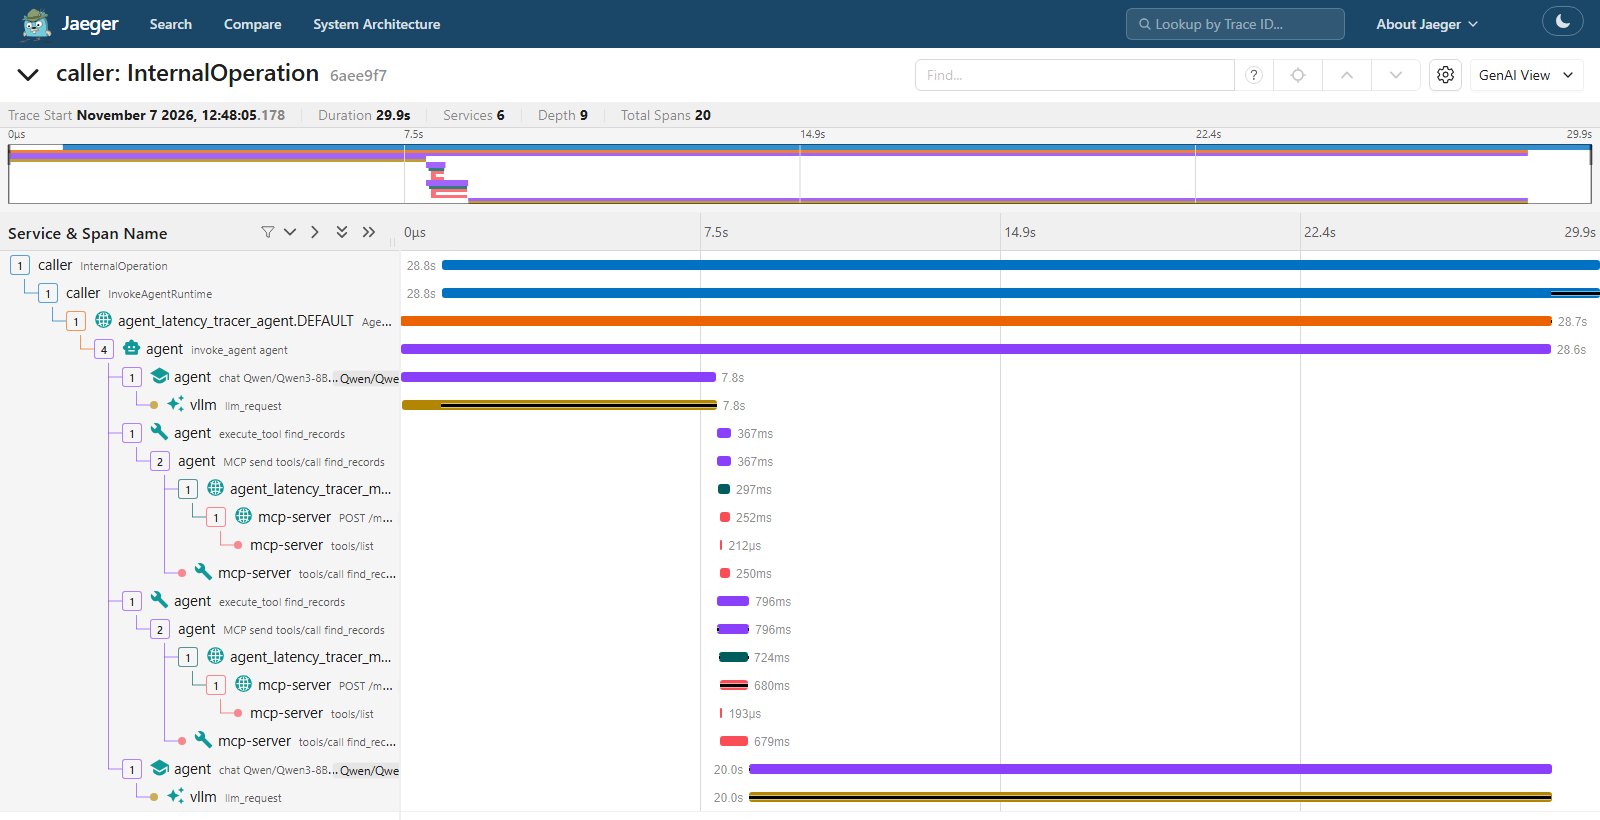 Jaeger Search Compare System Architecture Lookup by Trace ID... About Jaeger
caller: InternalOperation 6aee9f7 Find... ? GenAI View
Trace Start November 7 2026, 12:48:05.178 Duration 29.9s Services 6 Depth 9 Total Spans 20
0μs 7.5s 14.9s 22.4s 29.9s
Service & Span Name 0μs 7.5s 14.9s 22.4s 29.9s
1 caller InternalOperation 28.8s
1 caller InvokeAgentRuntime 28.8s
1 agent_latency_tracer_agent.DEFAULT Age... 28.7s
4 agent invoke_agent agent 28.6s
1 agent chat Qwen/Qwen3-8B... Qwen/Qwe 7.8s
vllm llm_request 7.8s
1 agent execute_tool find_records 367ms
2 agent MCP send tools/call find_records 367ms
1 agent_latency_tracer_m... 297ms
1 mcp-server POST /m... 252ms
mcp-server tools/list 212μs
mcp-server tools/call find_rec... 250ms
1 agent execute_tool find_records 796ms
2 agent MCP send tools/call find_records 796ms
1 agent_latency_tracer_m... 724ms
1 mcp-server POST /m... 680ms
mcp-server tools/list 193μs
mcp-server tools/call find_rec... 679ms
1 agent chat Qwen/Qwen3-8B... Qwen/Qwe 20.0s
vllm llm_request 20.0s